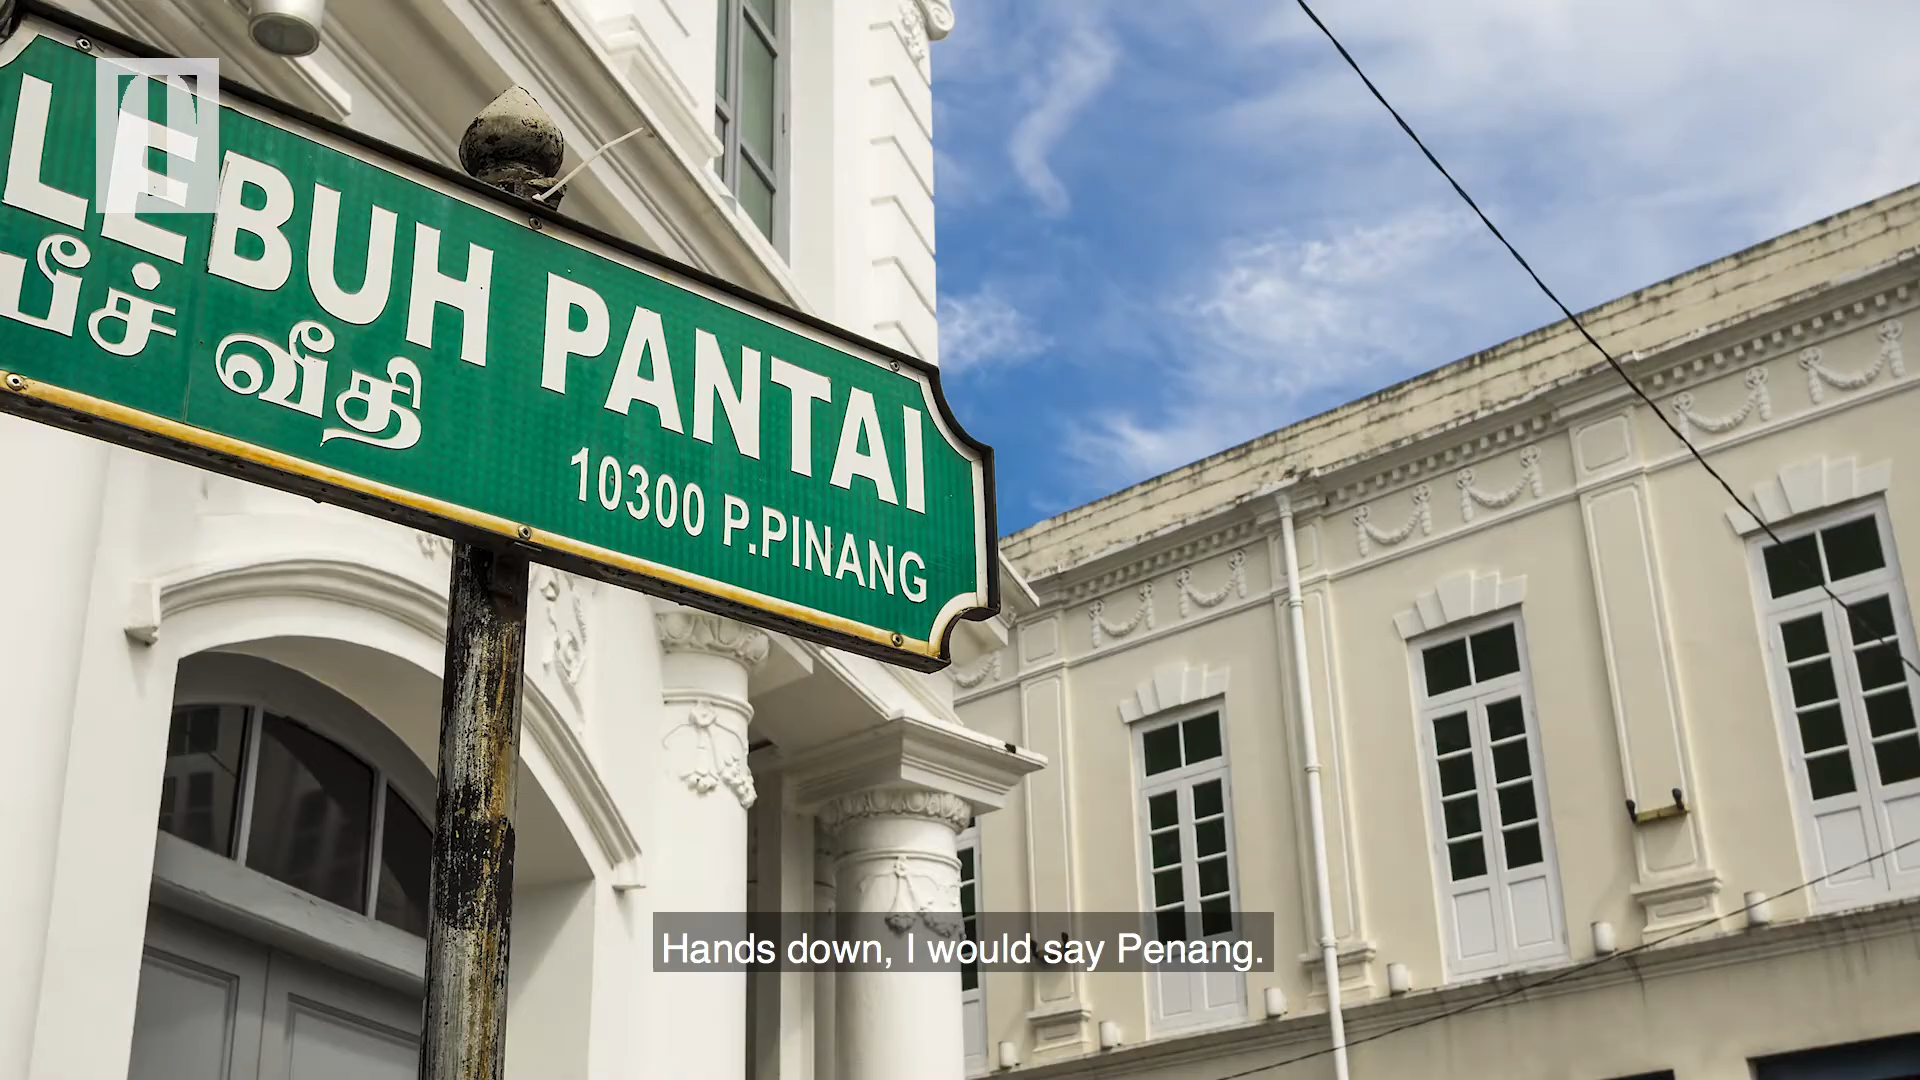 LEBUH PANTAI
பீச் வீதி
10300 P.PINANG
Hands down, I would say Penang.